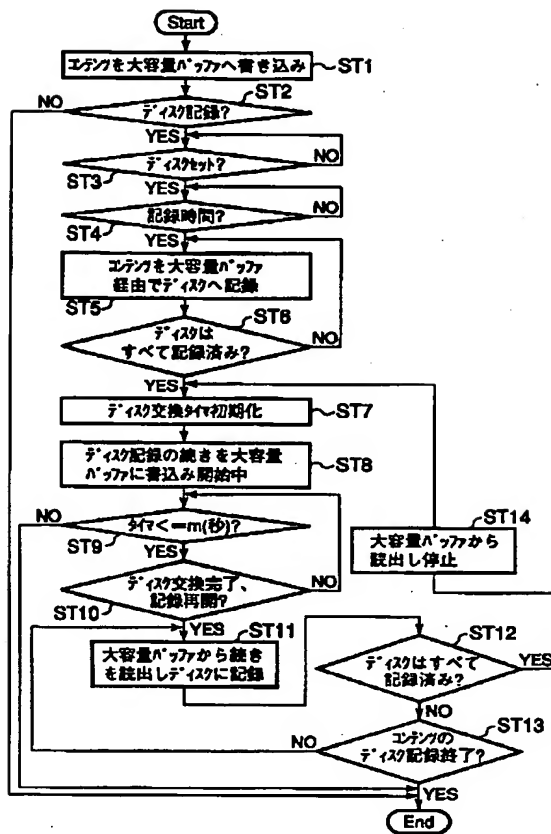 Start
コンテンツを大容量バッファへ書き込み
ST1
ST2
NO
ディスク記録?
YES
ST3
ディスクセット?
NO
YES
ST4
記録時間?
NO
YES
コンテンツを大容量バッファ
経由でディスクへ記録
ST5
ST6
ディスクは
すべて記録済み?
NO
YES
ディスク交換タイマ初期化
ST7
ディスク記録の続きを大容量
バッファに書込み開始中
ST8
NO
タイマ<=m(秒)?
ST9
YES
ディスク交換完了、
記録再開?
NO
ST10
YES
ST11
大容量バッファから続き
を読出しディスクに記録
ST14
大容量バッファから
読出し停止
ST12
ディスクはすべて
記録済み?
YES
NO
ST13
コンテンツの
ディスク記録終了?
NO
YES
End